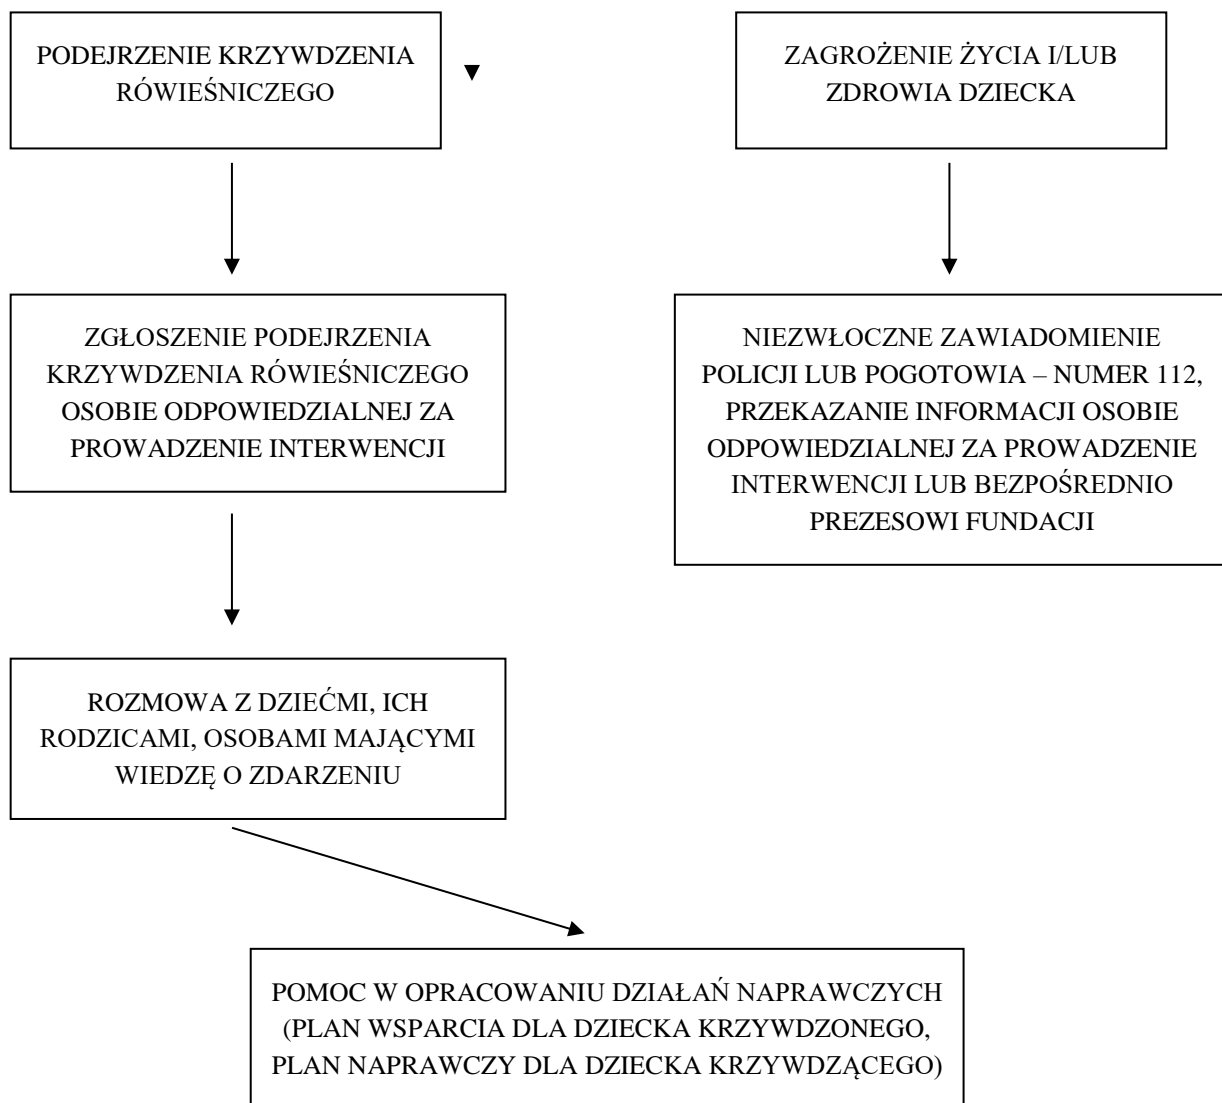 PODEJRZENIE KRZYWDZENIA
RÓWIEŚNICZEGO
ZAGROŻENIE ŻYCIA I/LUB
ZDROWIA DZIECKA
ZGŁOSZENIE PODEJRZENIA
KRZYWDZENIA RÓWIEŚNICZEGO
OSOBIE ODPOWIEDZIALNEJ ZA
PROWADZENIE INTERWENCJI
NIEZWŁOCZNE ZAWIADOMIENIE
POLICJI LUB POGOTOWIA – NUMER 112,
PRZEKAZANIE INFORMACJI OSOBIE
ODPOWIEDZIALNEJ ZA PROWADZENIE
INTERWENCJI LUB BEZPOŚREDNIO
PREZESOWI FUNDACJI
ROZMOWA Z DZIEĆMI, ICH
RODZICAMI, OSOBAMI MAJĄCYMI
WIEDZĘ O ZDARZENIU
POMOC W OPRACOWANIU DZIAŁAŃ NAPRAWCZYCH
(PLAN WSPARCIA DLA DZIECKA KRZYWDZONEGO,
PLAN NAPRAWCZY DLA DZIECKA KRZYWDZĄCEGO)